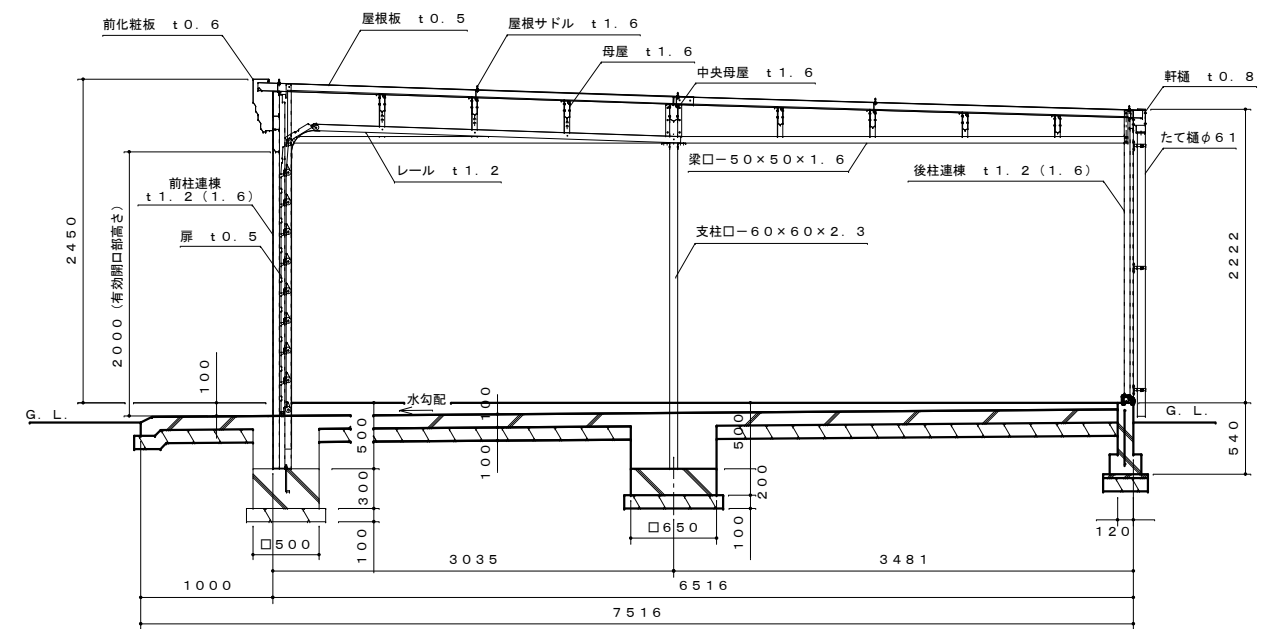 前化粧板　ｔ０．６
屋根板　ｔ０．５
屋根サドル　ｔ１．６
母屋　ｔ１．６
中央母屋　ｔ１．６
軒樋　ｔ０．８
たて樋φ６１
レール　ｔ１．２
梁□－５０×５０×１．６
後柱連棟　ｔ１．２（１．６）
前柱連棟
ｔ１．２（１．６）
扉　ｔ０．５
支柱□－６０×６０×２．３
２４５０
２０００（有効開口部高さ）
２２２２
１００
水勾配
１００
Ｇ．Ｌ．
Ｇ．Ｌ．
５００
１００
５００
５４０
３００
２００
１００
１００
□５００
□６５０
１２０
３０３５
３４８１
１０００
６５１６
７５１６